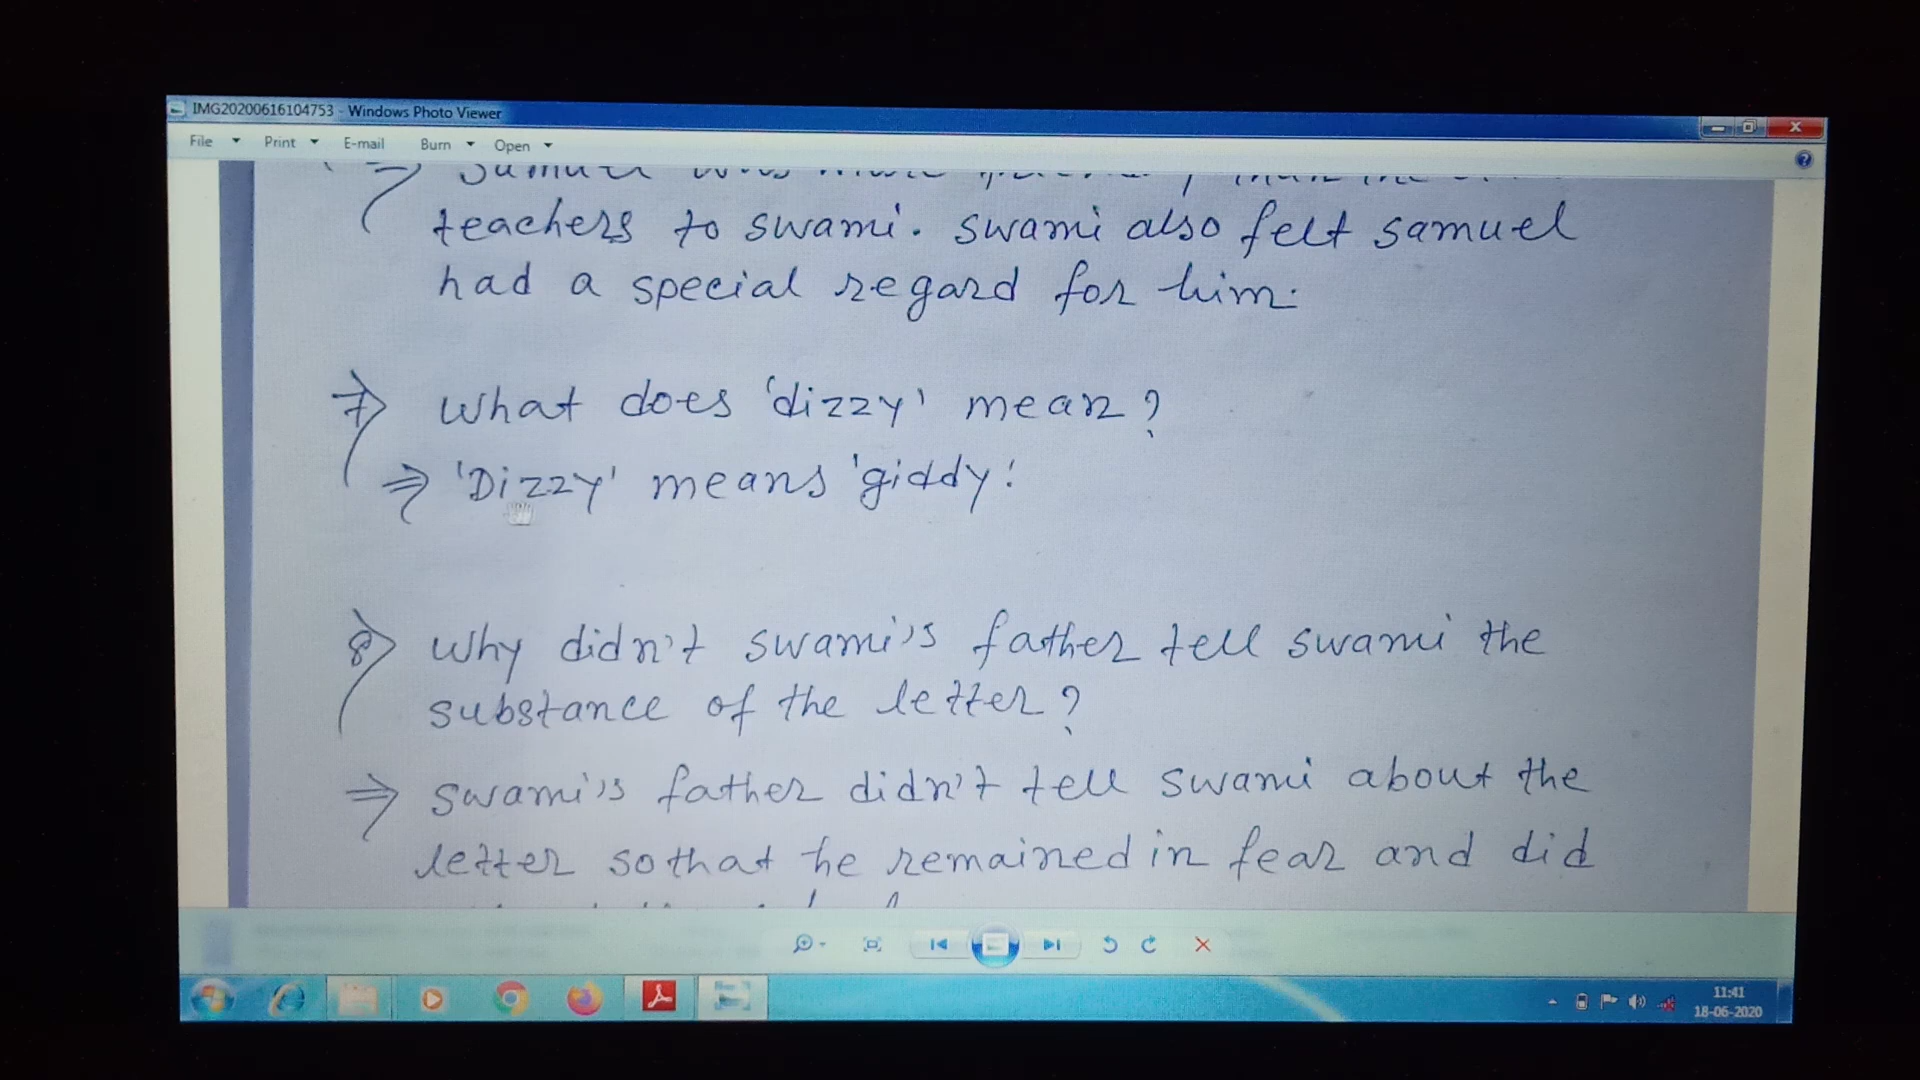 IMG20200616104753 - Windows Photo Viewer
File Print E-mail Burn Open
teachers to swami. swami also felt samuel
had a special regard for him.
7) What does 'dizzy' mean?
⇒ 'Dizzy' means 'giddy'.
8) Why didn't swami's father tell swami the
substance of the letter?
⇒ swami's father didn't tell swami about the
letter so that he remained in fear and did
11:41
18-06-2020